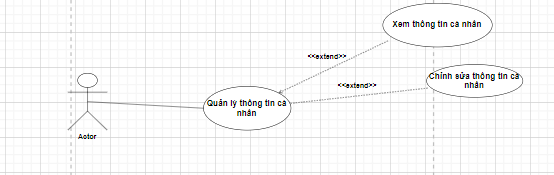 Xem thông tin cá nhân
<<extend>>
Chỉnh sửa thông tin cá
nhân
<<extend>>
Quản lý thông tin cá
nhân
Actor